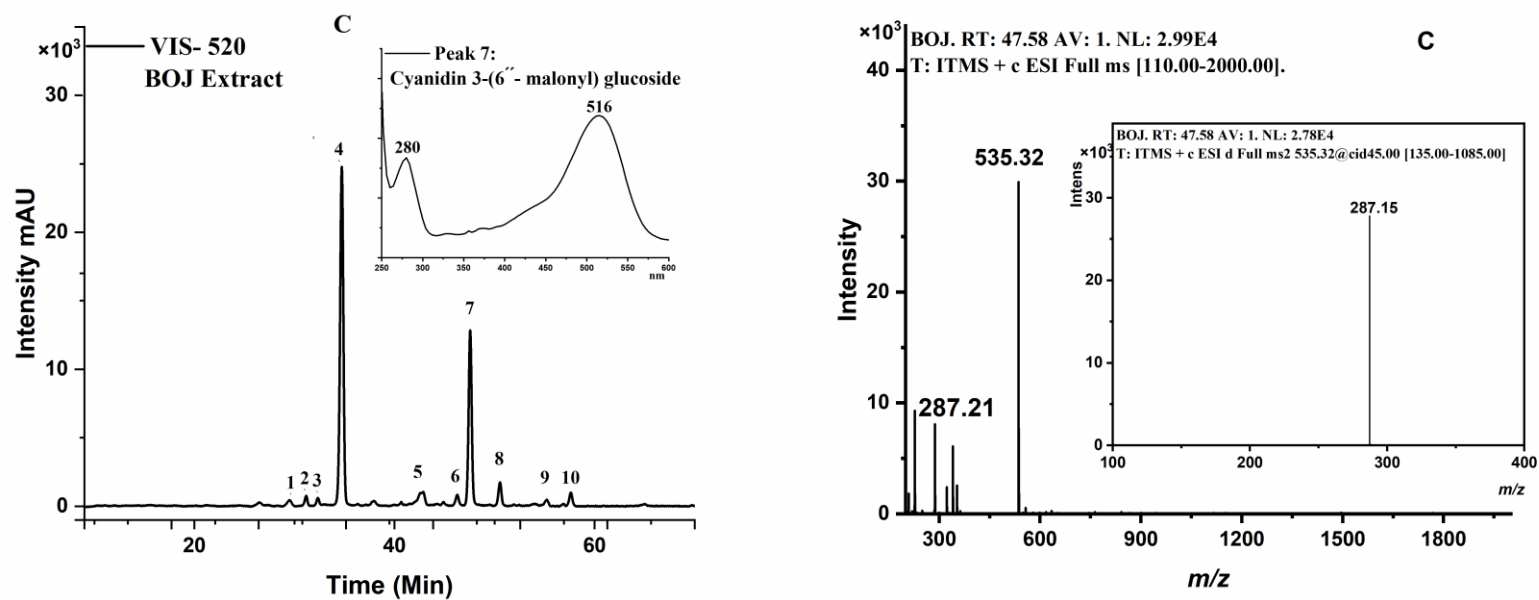 C
×10³
VIS- 520
BOJ Extract
Peak 7:
Cyanidin 3-(6´´- malonyl) glucoside
516
280
250 300 350 400 450 500 550 600
nm
30
20
10
0
Intensity mAU
4
7
1
2
3
5
6
8
9
10
20 40 60
Time (Min)
C
×10³
BOJ. RT: 47.58 AV: 1. NL: 2.99E4
T: ITMS + c ESI Full ms [110.00-2000.00].
40
30
20
10
0
Intensity
535.32
287.21
300 600 900 1200 1500 1800
m/z
BOJ. RT: 47.58 AV: 1. NL: 2.78E4
×10³
T: ITMS + c ESI d Full ms2 535.32@cid45.00 [135.00-1085.00]
Intens
30
20
10
0
287.15
100 200 300 400
m/z